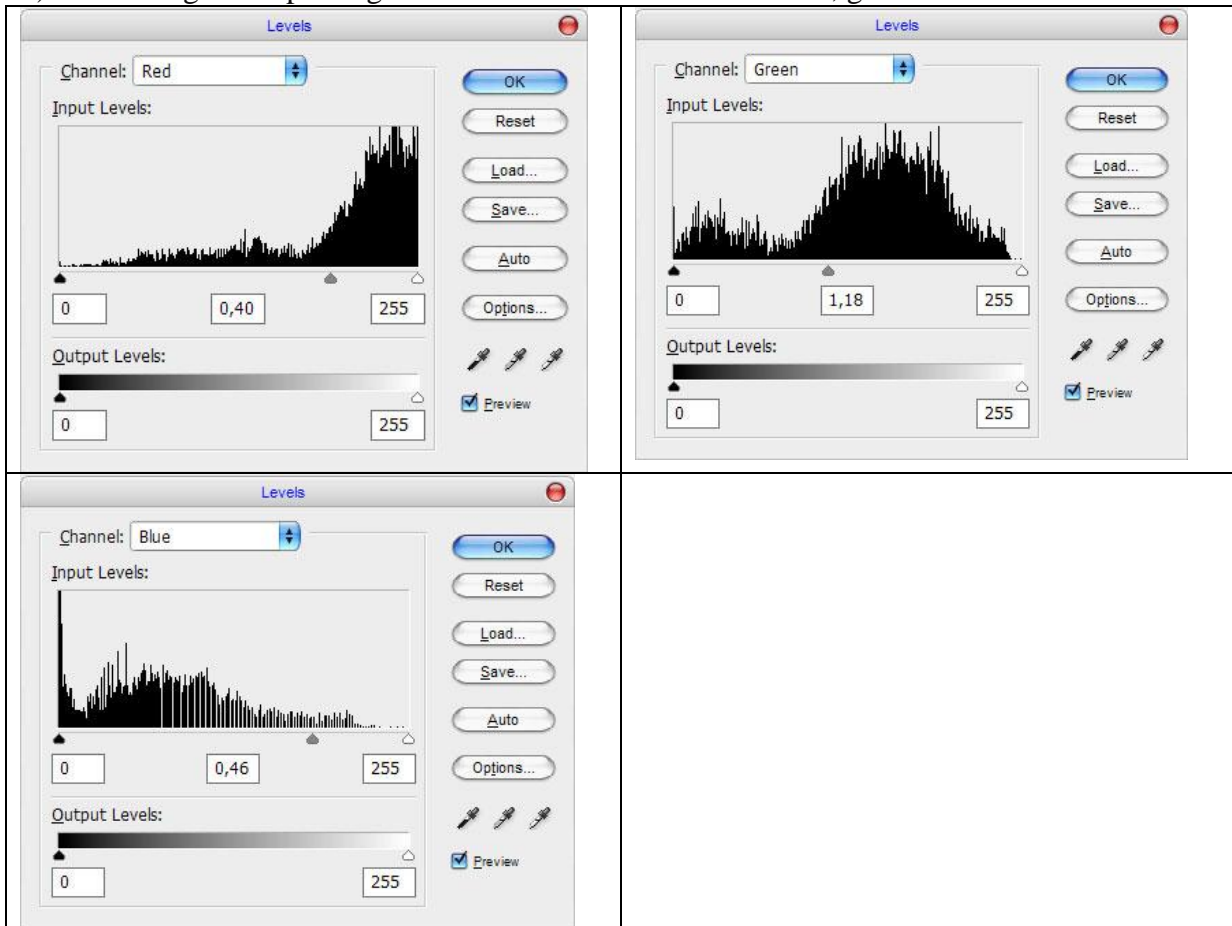 Levels
Channel: Red
Input Levels:
0 0,40 255
Output Levels:
0 255
OK
Reset
Load...
Save...
Auto
Options...
Preview
Levels
Channel: Green
Input Levels:
0 1,18 255
Output Levels:
0 255
OK
Reset
Load...
Save...
Auto
Options...
Preview
Levels
Channel: Blue
Input Levels:
0 0,46 255
Output Levels:
0 255
OK
Reset
Load...
Save...
Auto
Options...
Preview